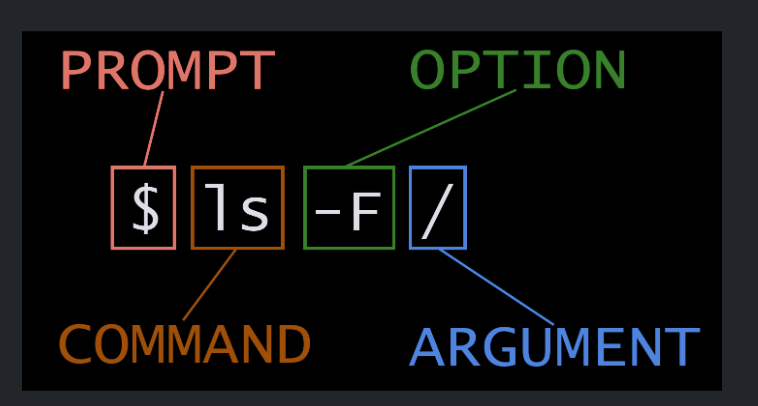 PROMPT OPTION
$ ls -F /
COMMAND ARGUMENT